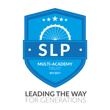 SLP
MULTI-ACADEMY
LEADING THE WAY
FOR GENERATIONS